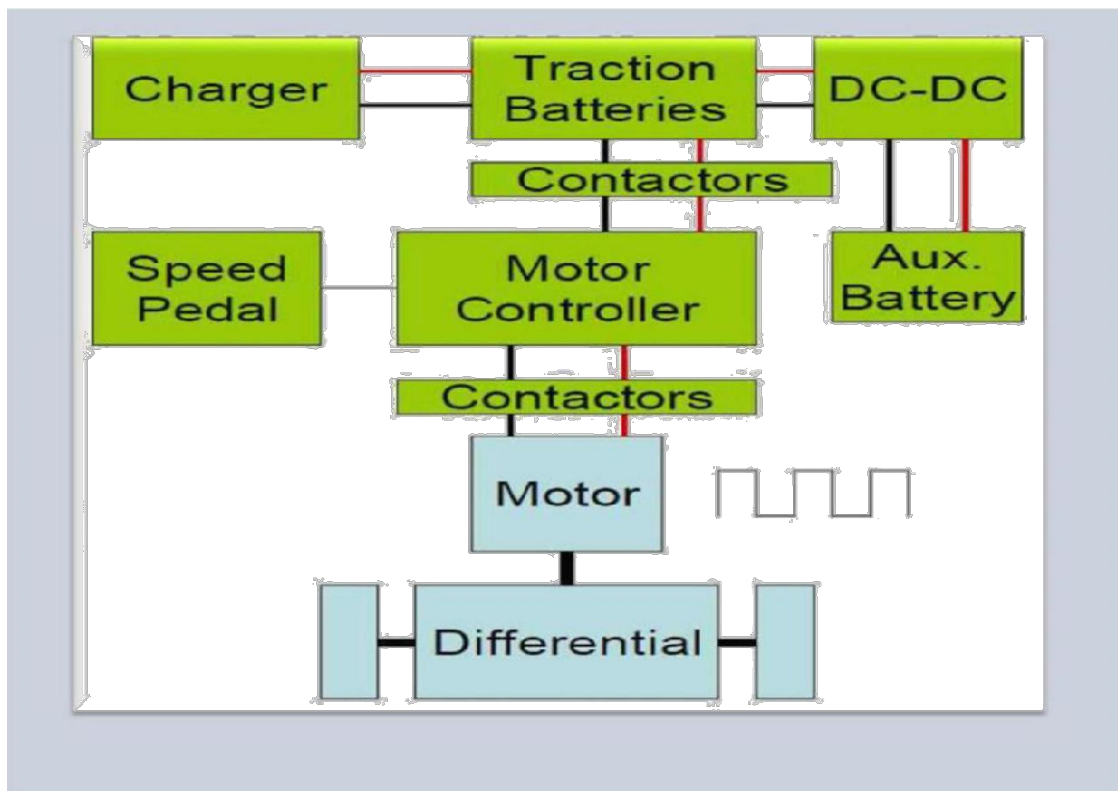 Charger
Traction
Batteries
DC-DC
Contactors
Speed
Pedal
Motor
Controller
Aux.
Battery
Contactors
Motor
Differential